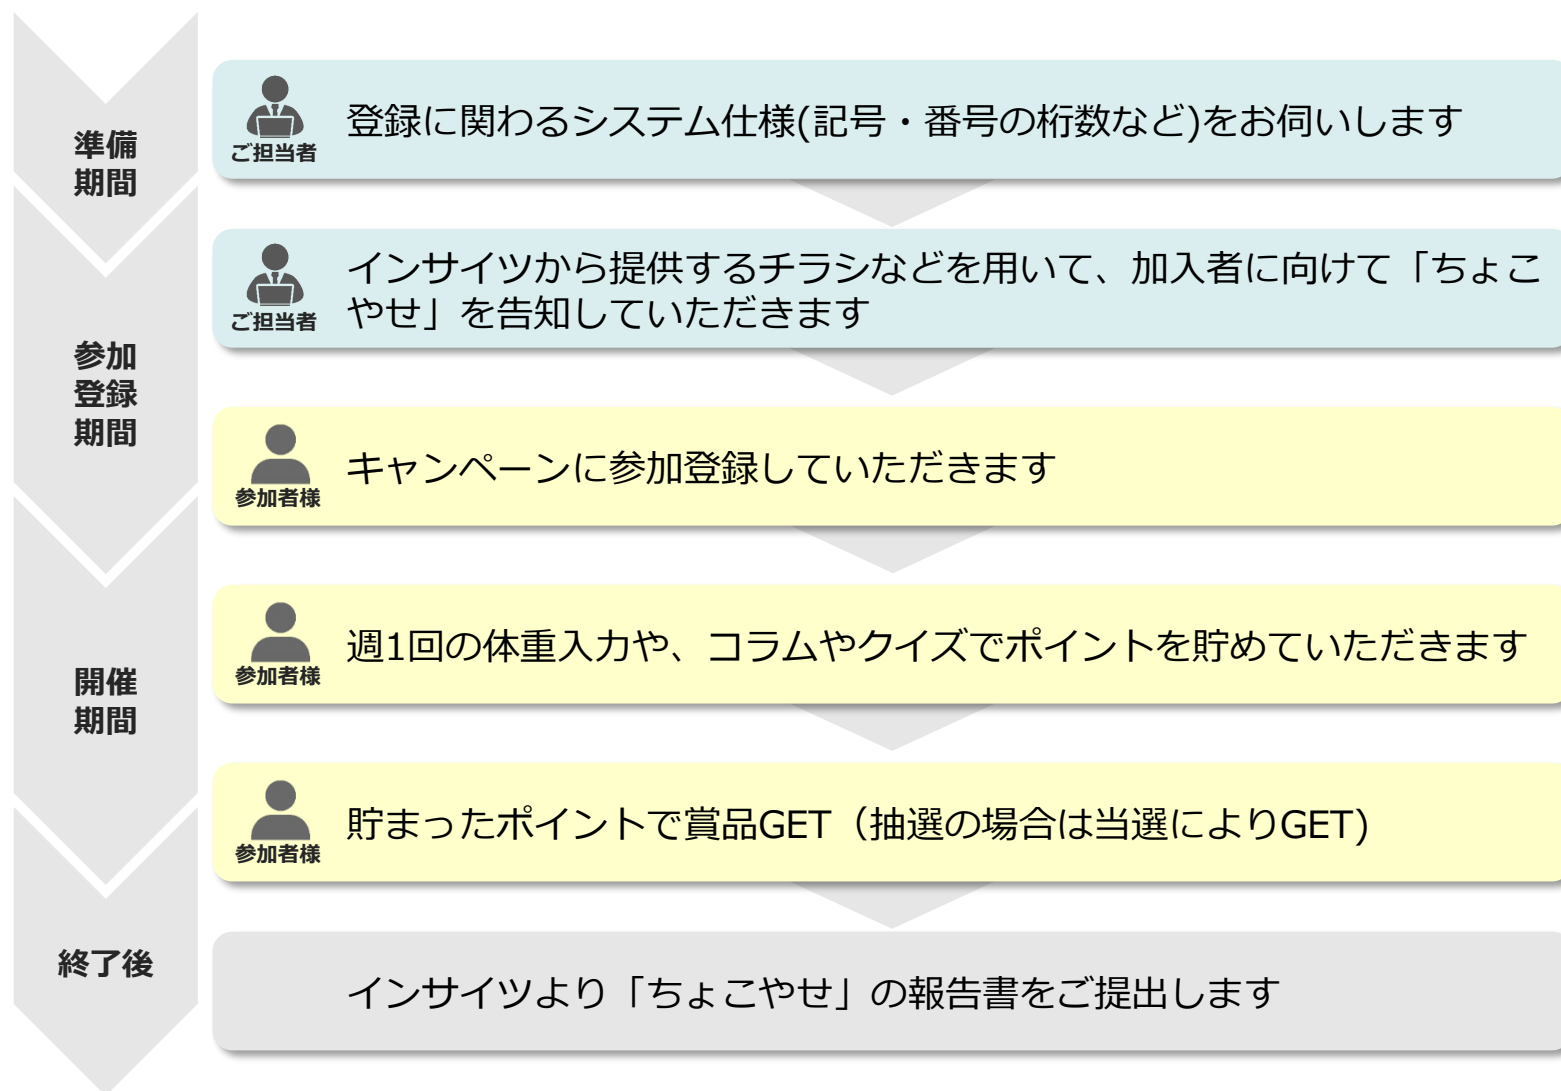 準備
期間
ご担当者
登録に関わるシステム仕様(記号・番号の桁数など)をお伺いします
参加
登録
期間
ご担当者
インサイツから提供するチラシなどを用いて、加入者に向けて「ちょこ
やせ」を告知していただきます
参加者様
キャンペーンに参加登録していただきます
開催
期間
参加者様
週1回の体重入力や、コラムやクイズでポイントを貯めていただきます
参加者様
貯まったポイントで賞品GET（抽選の場合は当選によりGET)
終了後
インサイツより「ちょこやせ」の報告書をご提出します